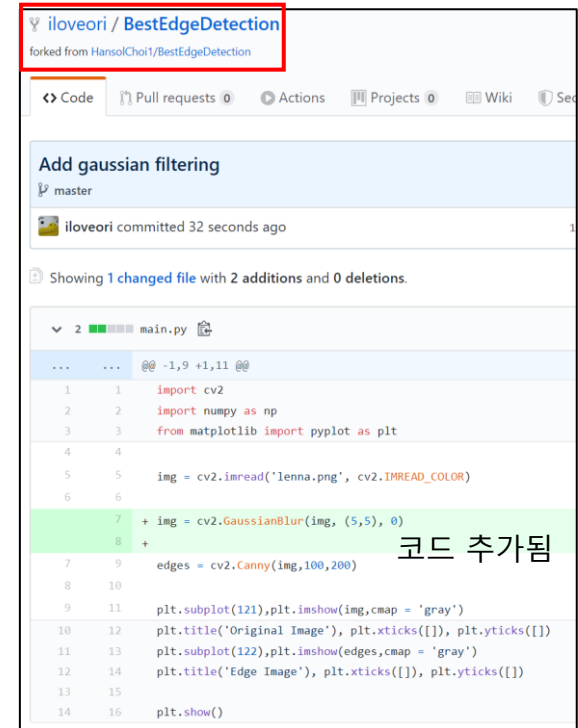 iloveori / BestEdgeDetection
forked from HansolChoi1/BestEdgeDetection
<> Code Pull requests 0 Actions Projects 0 Wiki Sec
Add gaussian filtering
master
iloveori committed 32 seconds ago 1
Showing 1 changed file with 2 additions and 0 deletions.
2 main.py
... ... @@ -1,9 +1,11 @@
1 1 import cv2
2 2 import numpy as np
3 3 from matplotlib import pyplot as plt
4 4
5 5 img = cv2.imread('lenna.png', cv2.IMREAD_COLOR)
6 6
7 + img = cv2.GaussianBlur(img, (5,5), 0)
8 +
코드 추가됨
7 9 edges = cv2.Canny(img,100,200)
8 10
9 11 plt.subplot(121),plt.imshow(img,cmap = 'gray')
10 12 plt.title('Original Image'), plt.xticks([]), plt.yticks([])
11 13 plt.subplot(122),plt.imshow(edges,cmap = 'gray')
12 14 plt.title('Edge Image'), plt.xticks([]), plt.yticks([])
13 15
14 16 plt.show()